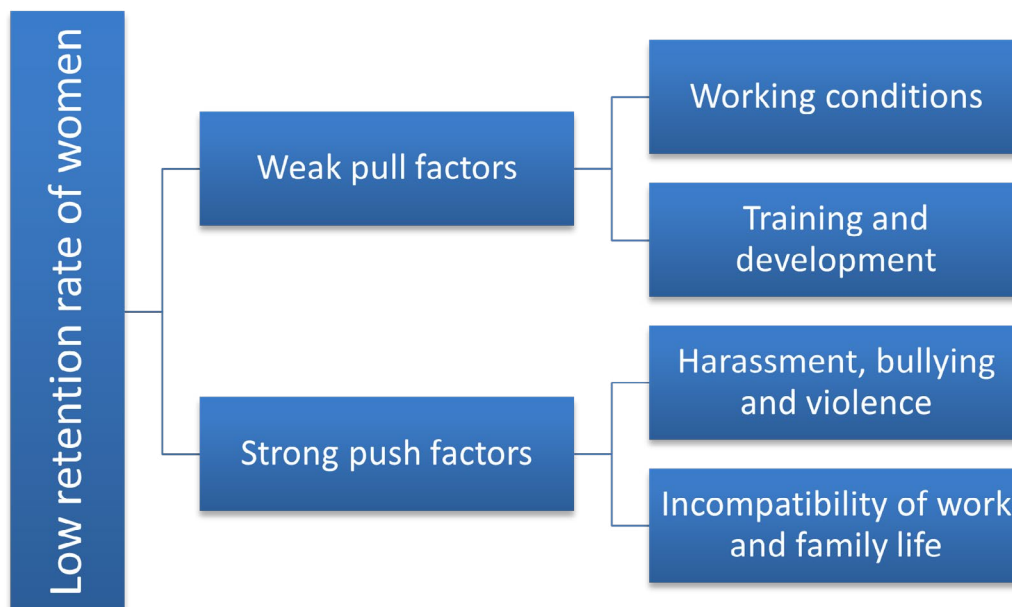 Low retention rate of women
Weak pull factors
Working conditions
Training and
development
Strong push factors
Harassment, bullying
and violence
Incompatibility of work
and family life